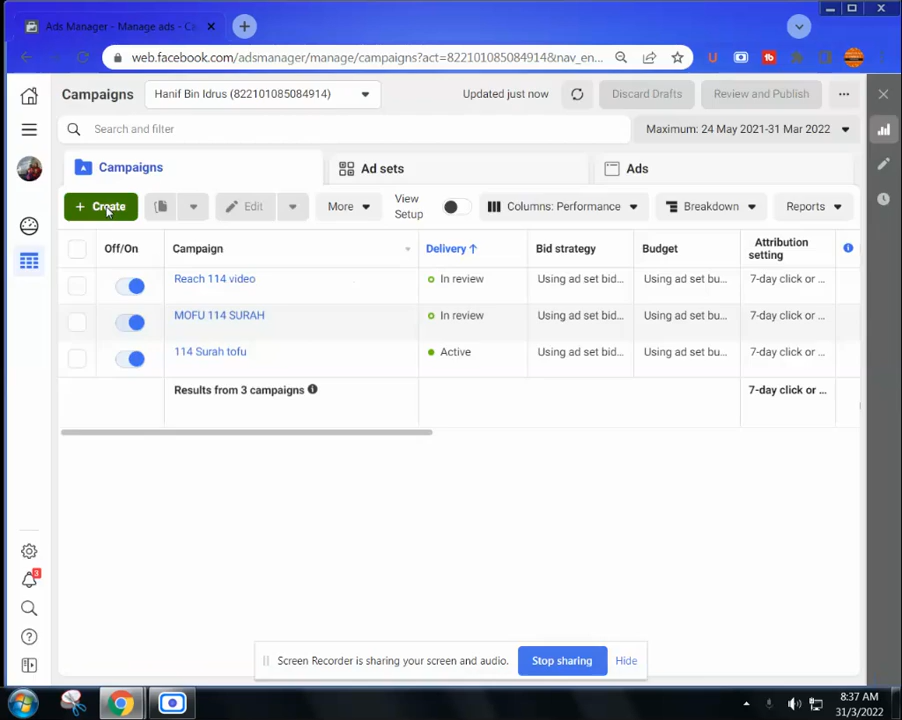 Ads Manager - Manage ads - Ca
web.facebook.com/adsmanager/manage/campaigns?act=822101085084914&nav_en...
Campaigns
Hanif Bin Idrus (822101085084914)
Updated just now
Discard Drafts
Review and Publish
Search and filter
Maximum: 24 May 2021-31 Mar 2022
Campaigns
Ad sets
Ads
+ Create
Edit
More
View Setup
Columns: Performance
Breakdown
Reports
Off/On
Campaign
Delivery ↑
Bid strategy
Budget
Attribution setting
Reach 114 video
In review
Using ad set bid...
Using ad set bu...
7-day click or ...
MOFU 114 SURAH
In review
Using ad set bid...
Using ad set bu...
7-day click or ...
114 Surah tofu
Active
Using ad set bid...
Using ad set bu...
7-day click or ...
Results from 3 campaigns
7-day click or ...
3
Screen Recorder is sharing your screen and audio.
Stop sharing
Hide
8:37 AM
31/3/2022